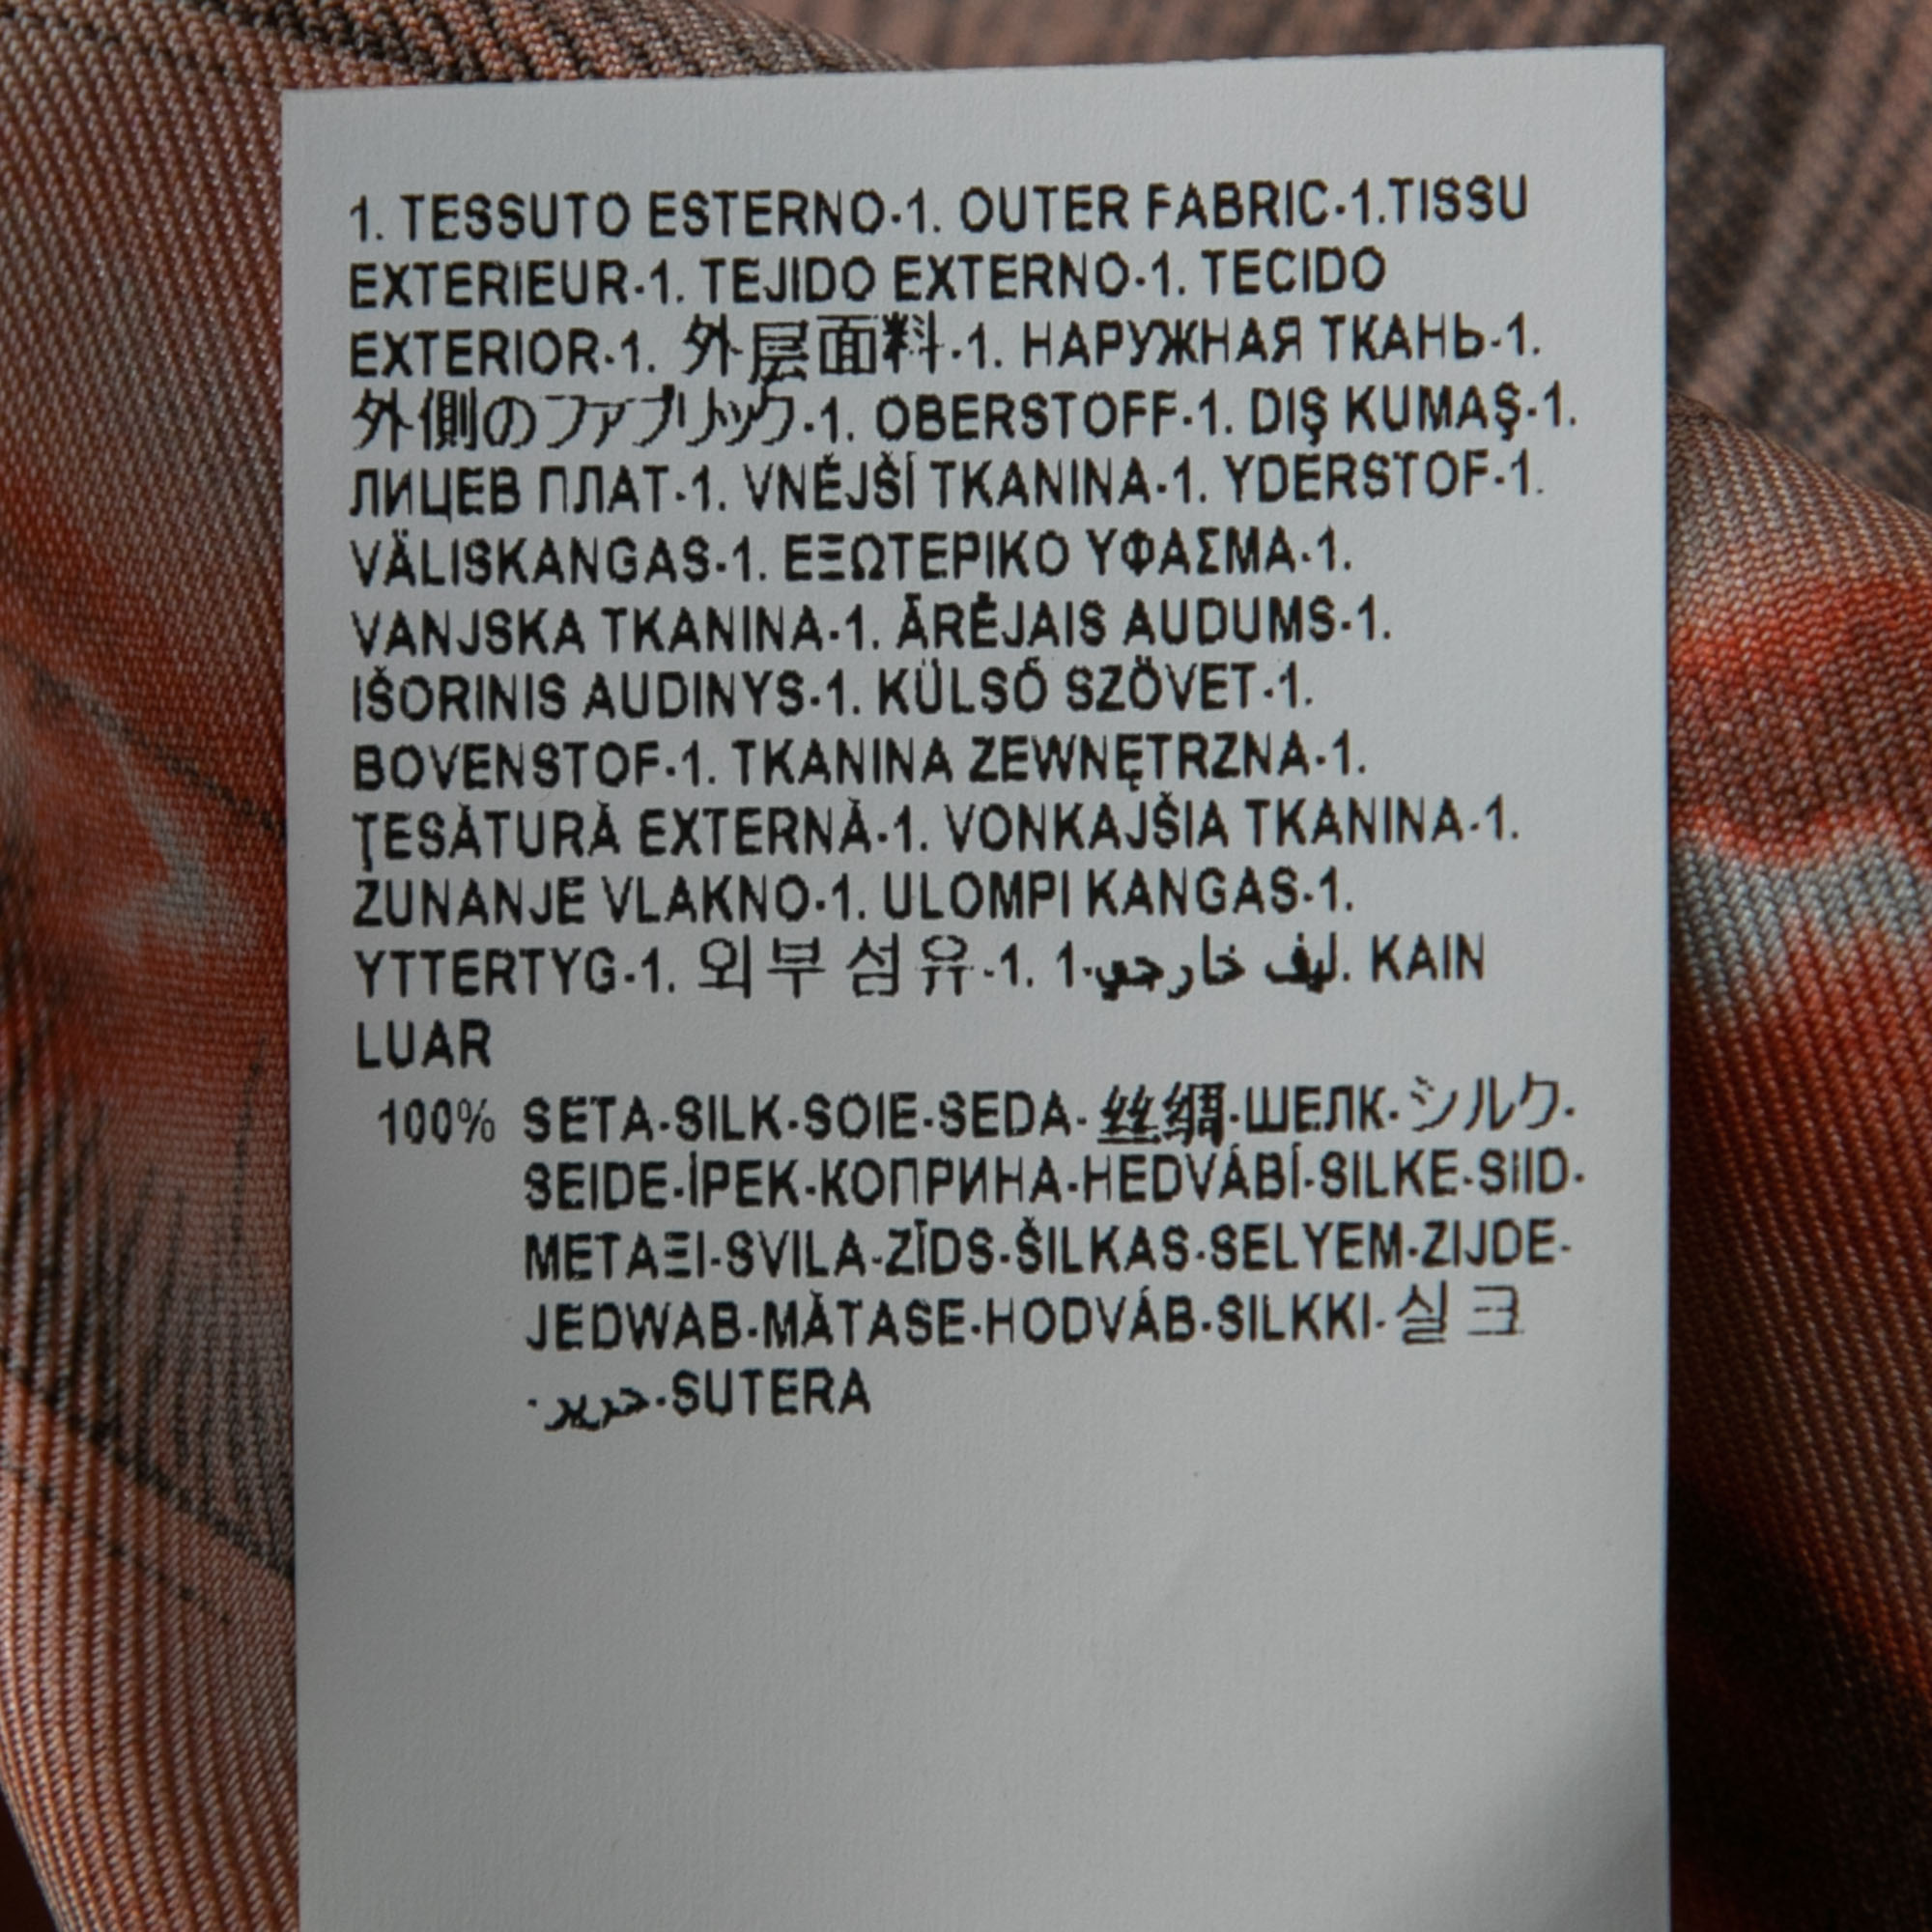 1. TESSUTO ESTERNO-1. OUTER FABRIC-1.TISSU
EXTERIEUR-1. TEJIDO EXTERNO-1. TECIDO
EXTERIOR-1. 外层面料-1. НАРУЖНАЯ ТКАНЬ-1.
外側のファブリック-1. OBERSTOFF-1. DIŞ KUMAŞ-1.
ЛИЦЕВ ПЛАТ-1. VNĚJŠÍ TKANINA-1. YDERSTOF-1.
VÄLISKANGAS-1. ΕΞΩΤΕΡΙΚΟ ΥΦΑΣΜΑ-1.
VANJSKA TKANINA-1. ĀRĒJAIS AUDUMS-1.
IŠORINIS AUDINYS-1. KÜLSŐ SZÖVET-1.
BOVENSTOF-1. TKANINA ZEWNĘTRZNA-1.
ŢESĂTURĂ EXTERNĂ-1. VONKAJŠIA TKANINA-1.
ZUNANJE VLAKNO-1. ULOMPI KANGAS-1.
YTTERTYG-1. 외부 섬유-1. ليف خارجي-1. KAIN
LUAR
100% SETA-SILK-SOIE-SEDA-丝绸-ШЕЛК-シルク-
SEIDE-İPEK-КОПРИНА-HEDVÁBÍ-SILKE-SIID-
ΜΕΤΑΞΙ-SVILA-ZĪDS-ŠILKAS-SELYEM-ZIJDE-
JEDWAB-MĂTASE-HODVÁB-SILKKI-실크
-حرير-SUTERA